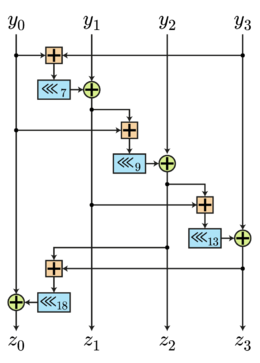 y₀ y₁ y₂ y₃
⋘7
⋘9
⋘13
⋘18
z₀ z₁ z₂ z₃